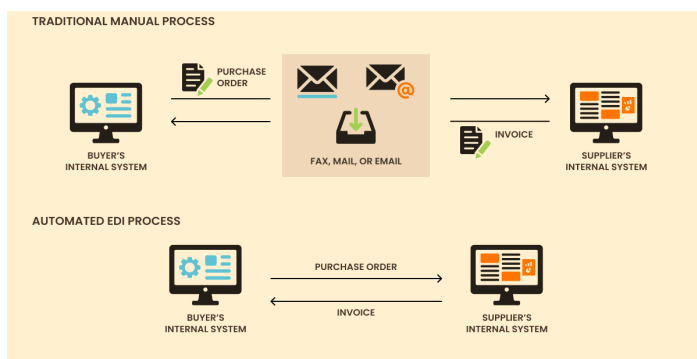 TRADITIONAL MANUAL PROCESS
PURCHASE
ORDER
INVOICE
BUYER'S
INTERNAL SYSTEM
FAX, MAIL, OR EMAIL
SUPPLIER'S
INTERNAL SYSTEM
AUTOMATED EDI PROCESS
PURCHASE ORDER
INVOICE
BUYER'S
INTERNAL SYSTEM
SUPPLIER'S
INTERNAL SYSTEM